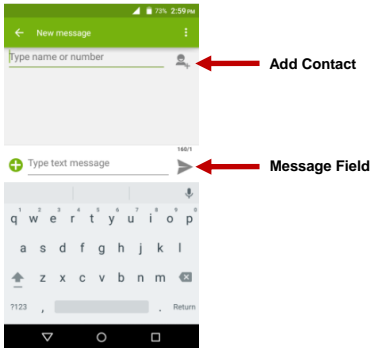 73% 2:59 PM
New message
Type name or number
Add Contact
160/1
Type text message
Message Field
1 2 3 4 5 6 7 8 9 0
q w e r t y u i o p
a s d f g h j k l
z x c v b n m
?123 , . Return